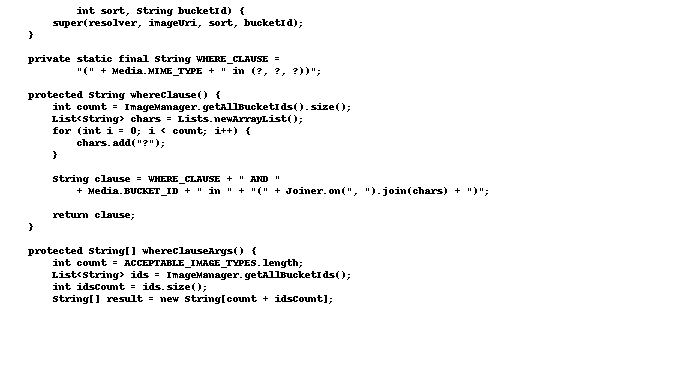 int sort, String bucketId) {
super(resolver, imageUri, sort, bucketId);
}
private static final String WHERE_CLAUSE =
"(" + Media.MIME_TYPE + " in (?, ?, ?))";
protected String whereClause() {
int count = ImageManager.getAllBucketIds().size();
List<String> chars = Lists.newArrayList();
for (int i = 0; i < count; i++) {
chars.add("?");
}
String clause = WHERE_CLAUSE + " AND "
+ Media.BUCKET_ID + " in " + "(" + Joiner.on(", ").join(chars) + ")";
return clause;
}
protected String[] whereClauseArgs() {
int count = ACCEPTABLE_IMAGE_TYPES.length;
List<String> ids = ImageManager.getAllBucketIds();
int idsCount = ids.size();
String[] result = new String[count + idsCount];